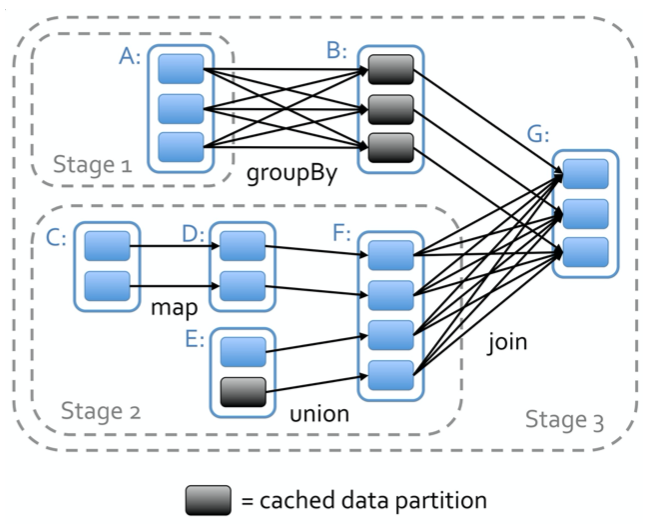 A:
B:
G:
Stage 1
groupBy
C:
D:
F:
map
E:
join
Stage 2
union
Stage 3
= cached data partition